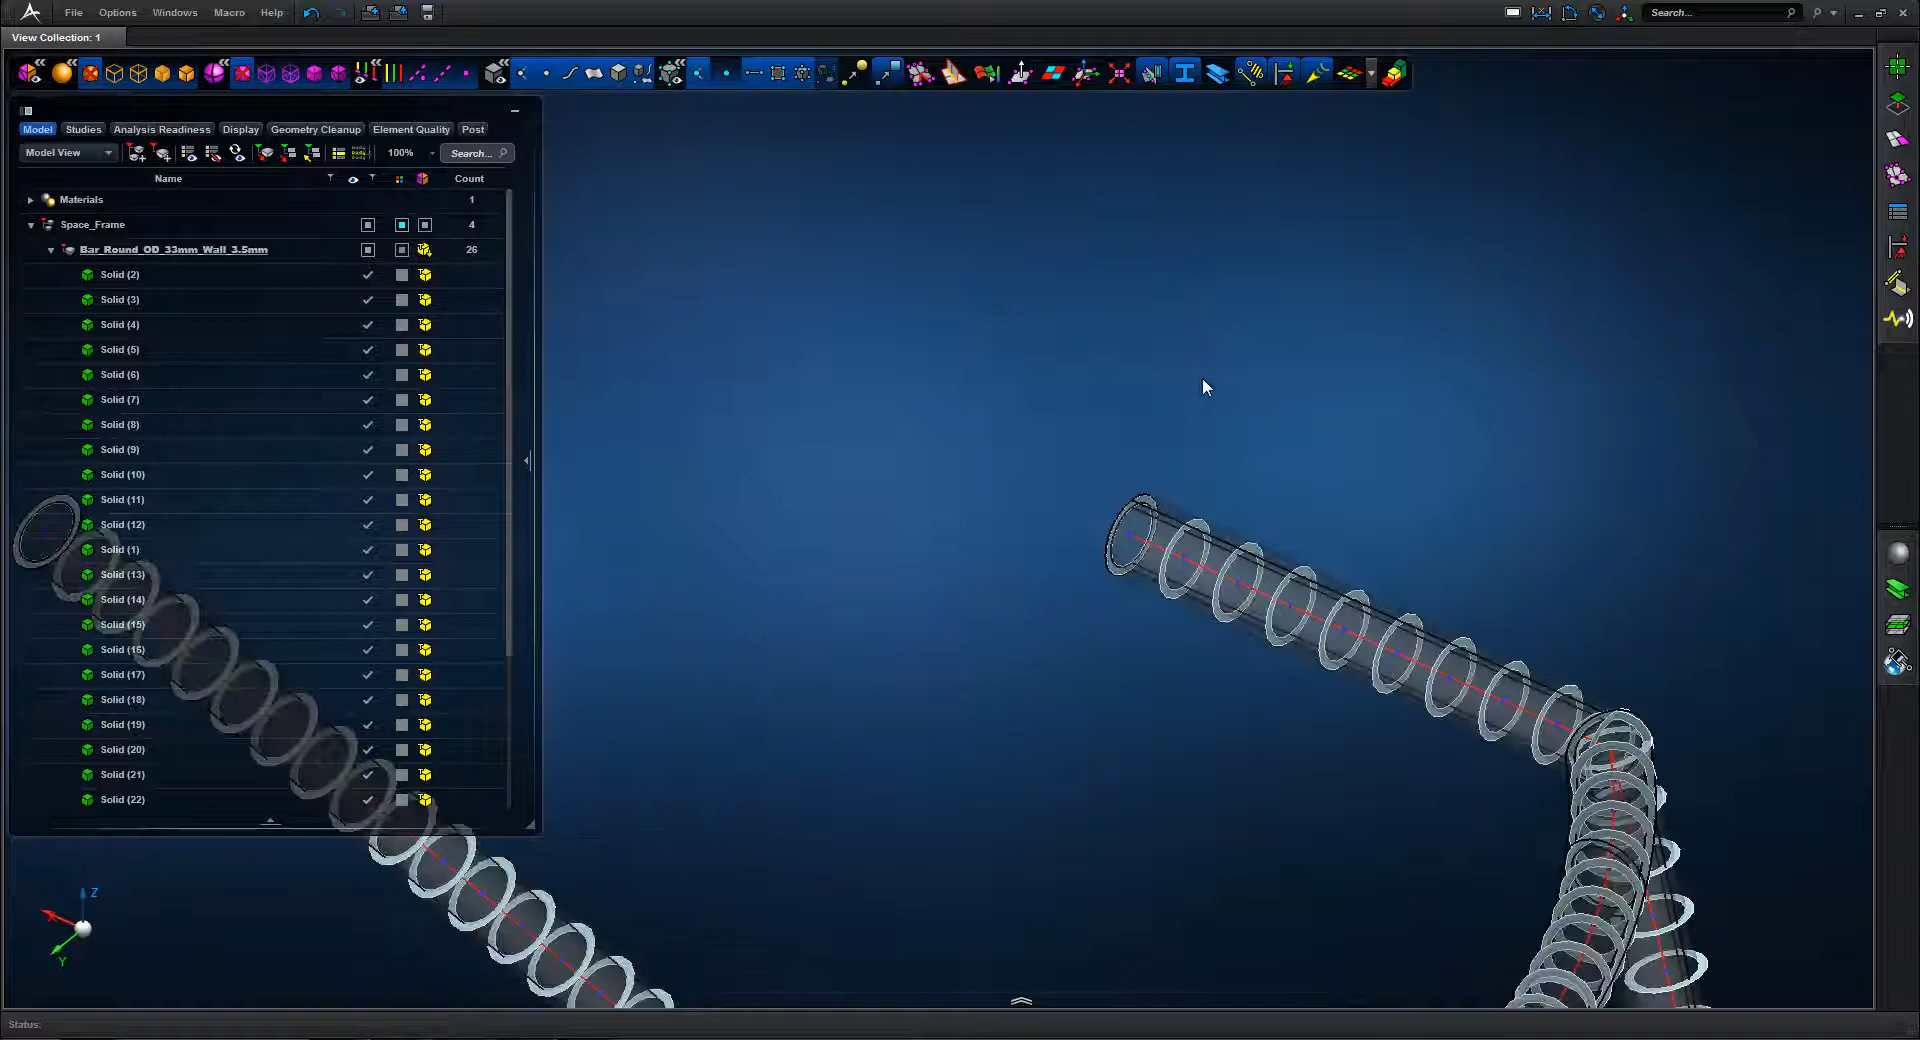 File Options Windows Macro Help Search...
View Collection: 1
Model Studies Analysis Readiness Display Geometry Cleanup Element Quality Post
Model View 100% Search...
Name Count
Materials 1
Space_Frame 4
Bar_Round_OD_33mm_Wall_3.5mm 26
Solid (2)
Solid (3)
Solid (4)
Solid (5)
Solid (6)
Solid (7)
Solid (8)
Solid (9)
Solid (10)
Solid (11)
Solid (12)
Solid (1)
Solid (13)
Solid (14)
Solid (15)
Solid (16)
Solid (17)
Solid (18)
Solid (19)
Solid (20)
Solid (21)
Solid (22)
Z
X
Y
Status: